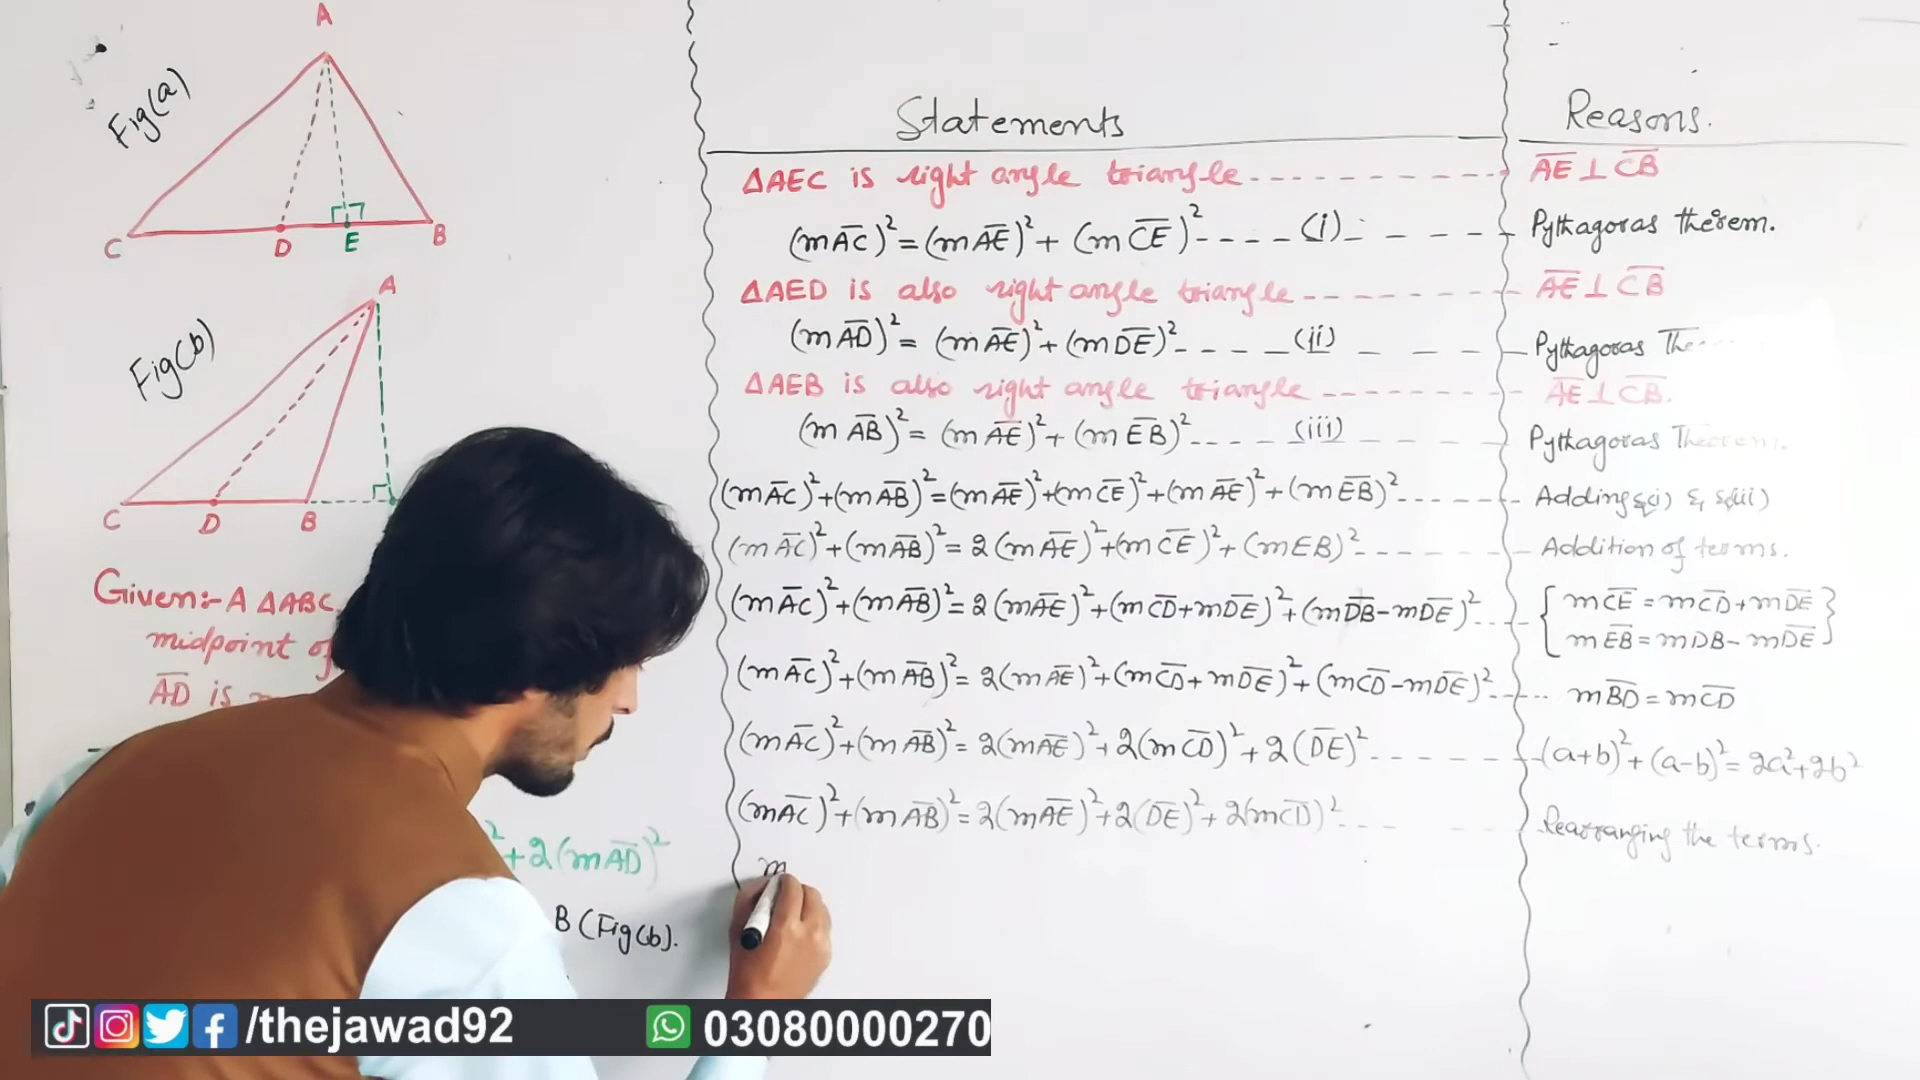 A
Fig(a)
C D E B
A
Fig(b)
C D B
Given:- A ΔABC,
midpoint of
AD is
² + 2(mAD)²
B (Fig(b).
Statements
ΔAEC is right angle triangle
(mAC)² = (mAE)² + (mCE)² ---- (i)
ΔAED is also right angle triangle
(mAD)² = (mAE)² + (mDE)² ---- (ii)
ΔAEB is also right angle triangle
(mAB)² = (mAE)² + (mEB)² ---- (iii)
(mAC)² + (mAB)² = (mAE)² + (mCE)² + (mAE)² + (mEB)²
(mAC)² + (mAB)² = 2(mAE)² + (mCE)² + (mEB)²
(mAC)² + (mAB)² = 2(mAE)² + (mCD + mDE)² + (mDB - mDE)²
(mAC)² + (mAB)² = 2(mAE)² + (mCD + mDE)² + (mCD - mDE)²
(mAC)² + (mAB)² = 2(mAE)² + 2(mCD)² + 2(DE)²
(mAC)² + (mAB)² = 2(mAE)² + 2(DE)² + 2(mCD)²
m
Reasons.
AE ⊥ CB
Pythagoras
AE ⊥ CB
Pythagoras
AE ⊥ CB.
Pythagoras Theorem.
Adding &
Addition of terms.
{ mCE = mCD + mDE }
mEB = mDB - mDE
mBD = mCD
(a+b)² + (a-b)² = 2a² + 2b²
Rearranging the terms.
/thejawad92 03080000270